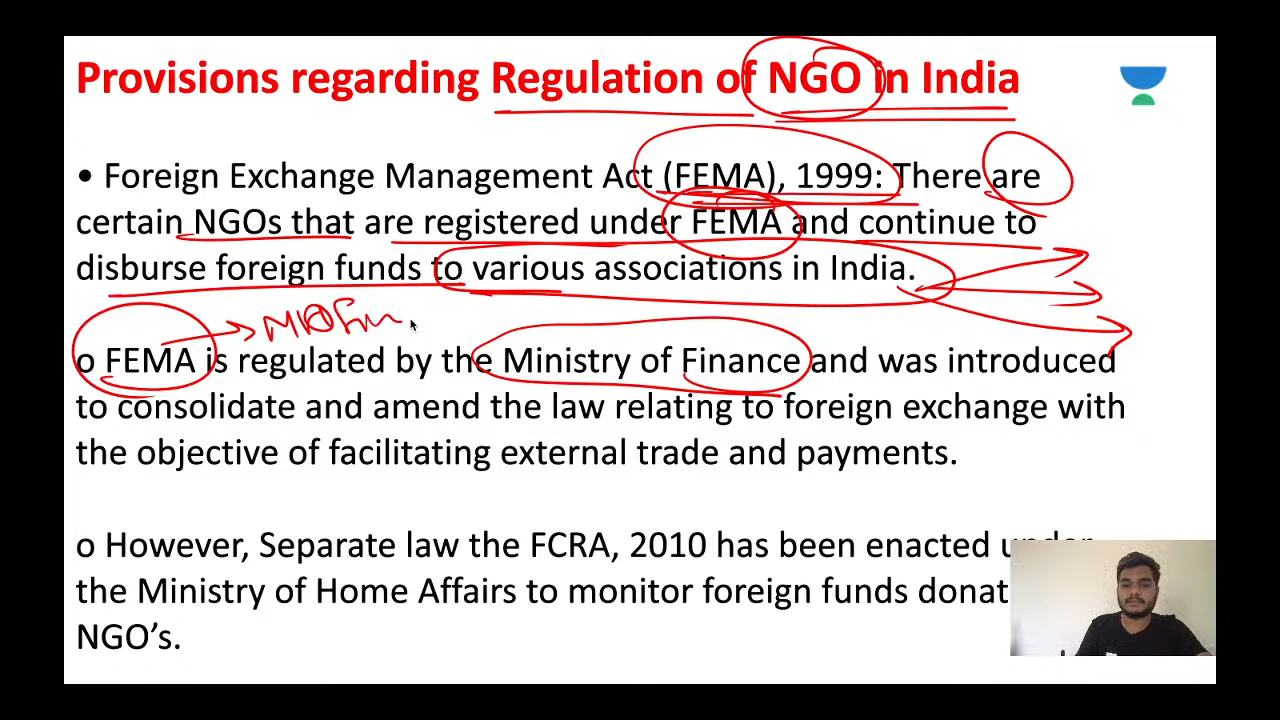 Provisions regarding Regulation of NGO in India
• Foreign Exchange Management Act (FEMA), 1999: There are
certain NGOs that are registered under FEMA and continue to
disburse foreign funds to various associations in India.
o FEMA is regulated by the Ministry of Finance and was introduced
to consolidate and amend the law relating to foreign exchange with
the objective of facilitating external trade and payments.
o However, Separate law the FCRA, 2010 has been enacted under
the Ministry of Home Affairs to monitor foreign funds donat
NGO’s.